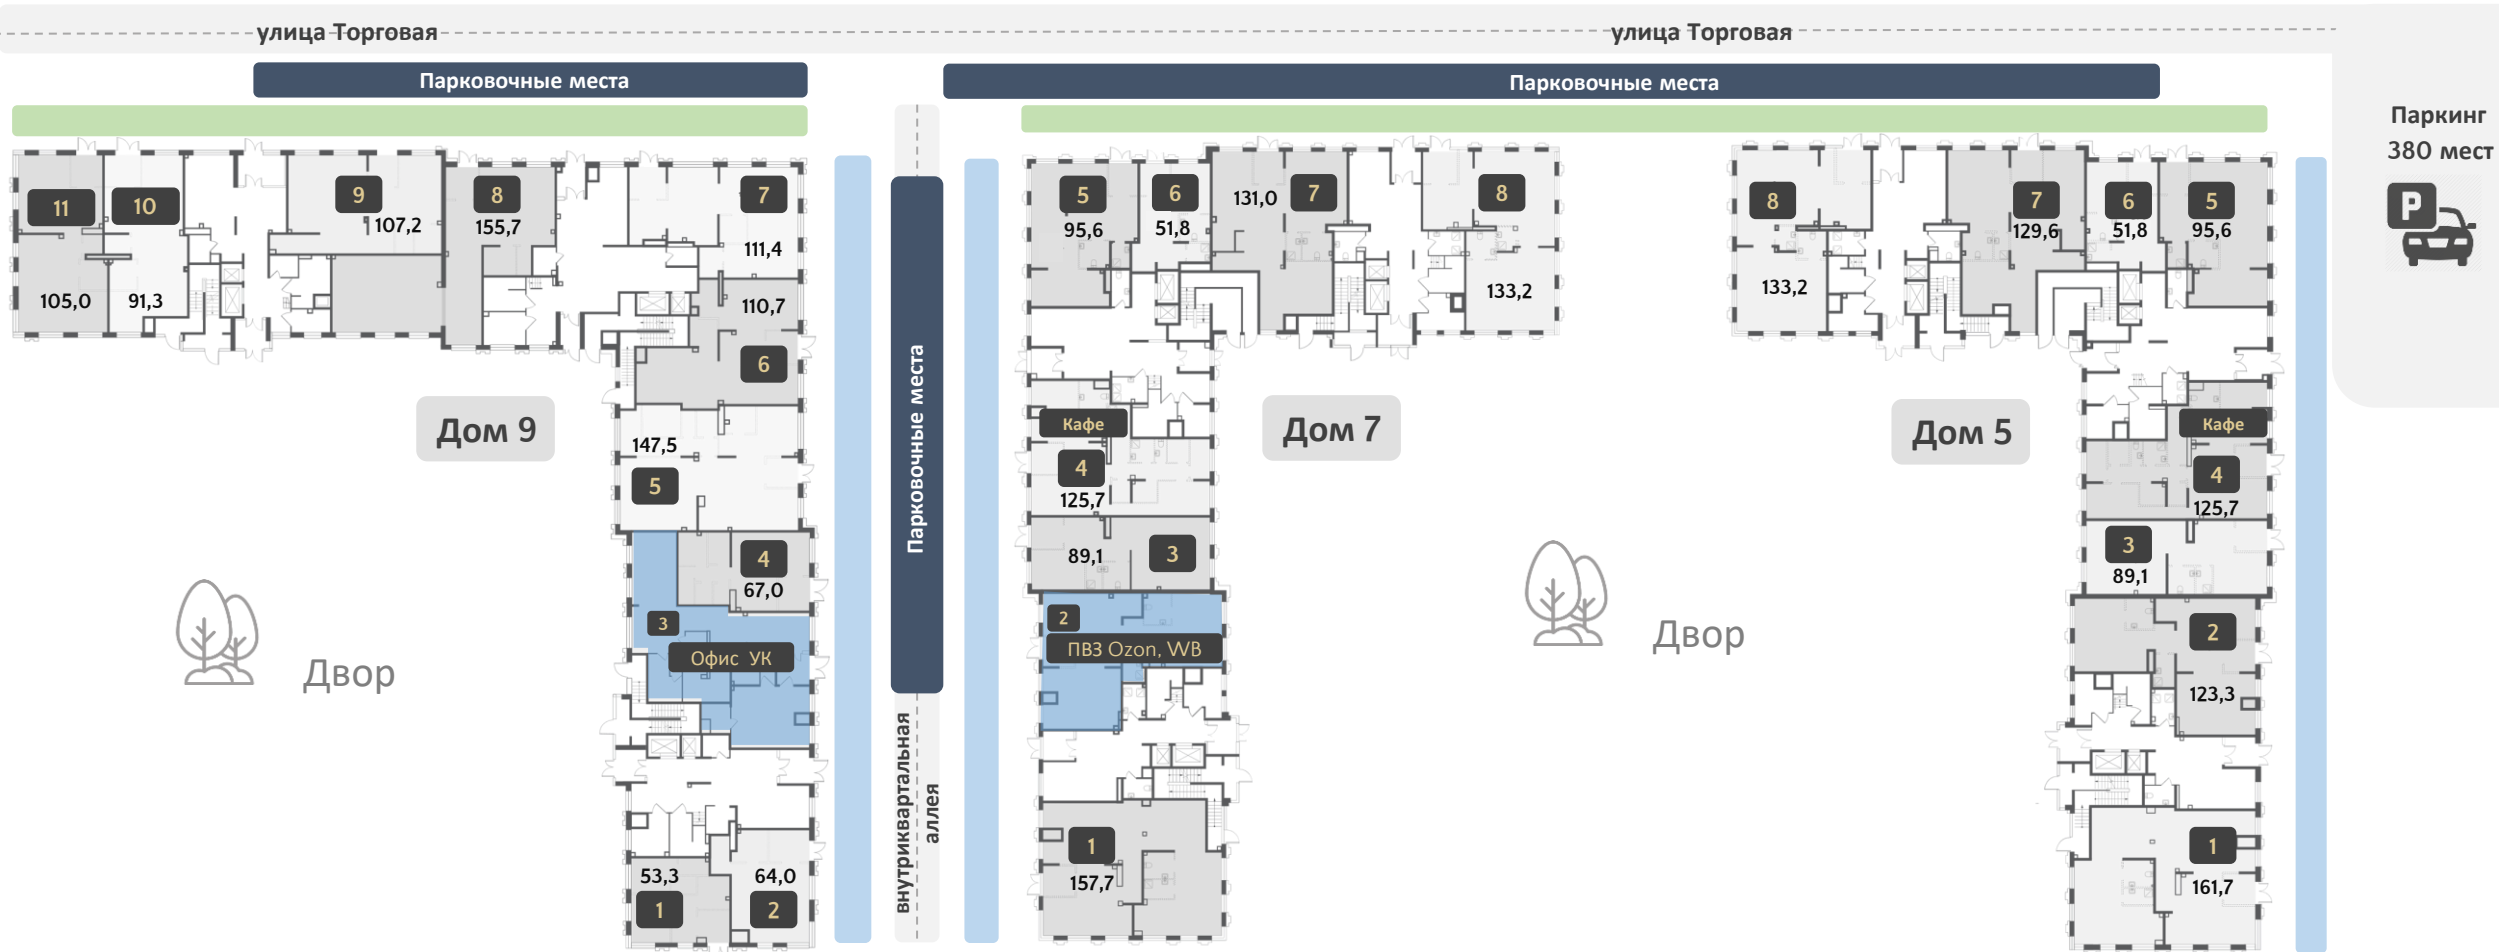 улица Торговая
улица Торговая
Парковочные места
Парковочные места
Паркинг
380 мест
P
11
105,0
10
91,3
9
107,2
8
155,7
7
111,4
110,7
6
147,5
5
4
67,0
3
Офис УК
53,3
1
64,0
2
Дом 9
Двор
Парковочные места
внутриквартальная
аллея
5
95,6
6
51,8
131,0
7
8
133,2
Кафе
4
125,7
89,1
3
2
ПВЗ Ozon, WB
1
157,7
Дом 7
Двор
8
133,2
7
129,6
6
51,8
5
95,6
Дом 5
Кафе
4
125,7
3
89,1
2
123,3
1
161,7